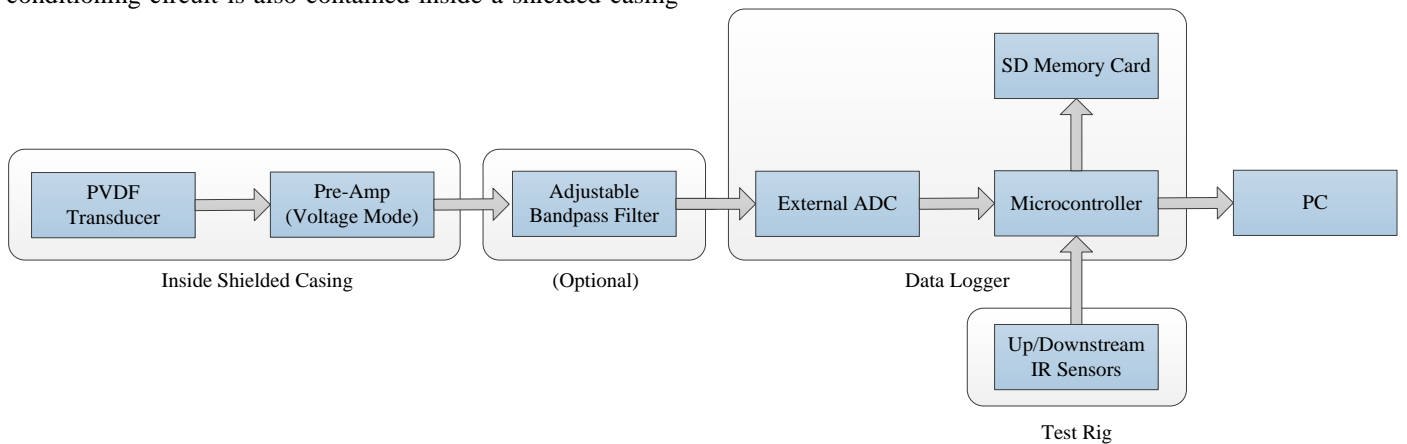 conditioning circuit is also contained inside a shielded casing
SD Memory Card
PVDF
Transducer
Pre-Amp
(Voltage Mode)
Adjustable
Bandpass Filter
External ADC
Microcontroller
PC
Inside Shielded Casing
(Optional)
Data Logger
Up/Downstream
IR Sensors
Test Rig